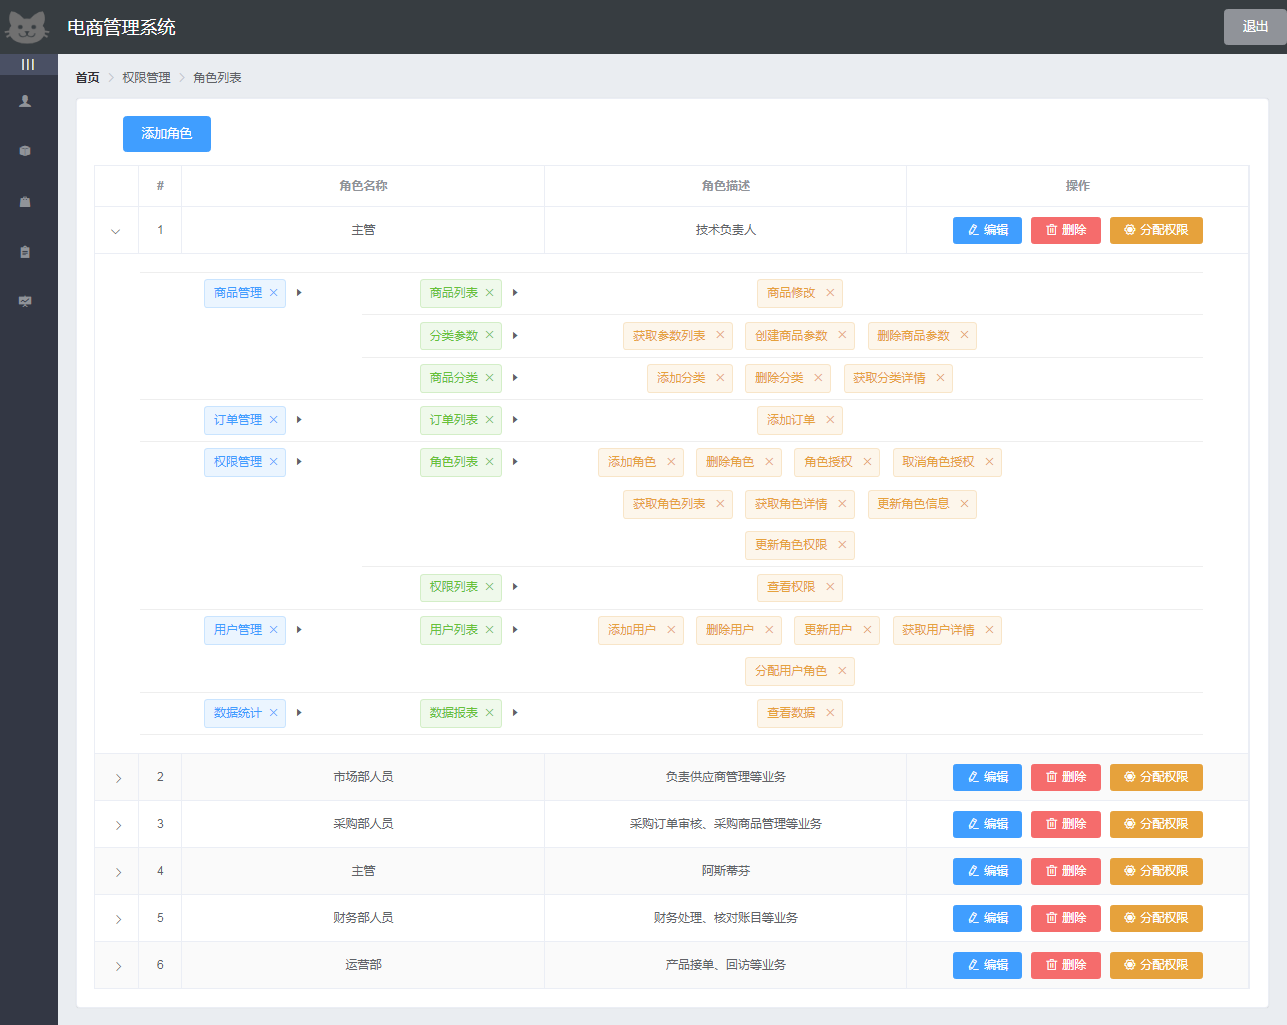 电商管理系统 退出
首页 权限管理 角色列表
添加角色
# 角色名称 角色描述 操作
1 主管 技术负责人 编辑 删除 分配权限
商品管理 商品列表 商品修改
分类参数 获取参数列表 创建商品参数 删除商品参数
商品分类 添加分类 删除分类 获取分类详情
订单管理 订单列表 添加订单
权限管理 角色列表 添加角色 删除角色 角色授权 取消角色授权
获取角色列表 获取角色详情 更新角色信息
更新角色权限
权限列表 查看权限
用户管理 用户列表 添加用户 删除用户 更新用户 获取用户详情
分配用户角色
数据统计 数据报表 查看数据
2 市场部人员 负责供应商管理等业务 编辑 删除 分配权限
3 采购部人员 采购订单审核、采购商品管理等业务 编辑 删除 分配权限
4 主管 阿斯蒂芬 编辑 删除 分配权限
5 财务部人员 财务处理、核对账目等业务 编辑 删除 分配权限
6 运营部 产品接单、回访等业务 编辑 删除 分配权限